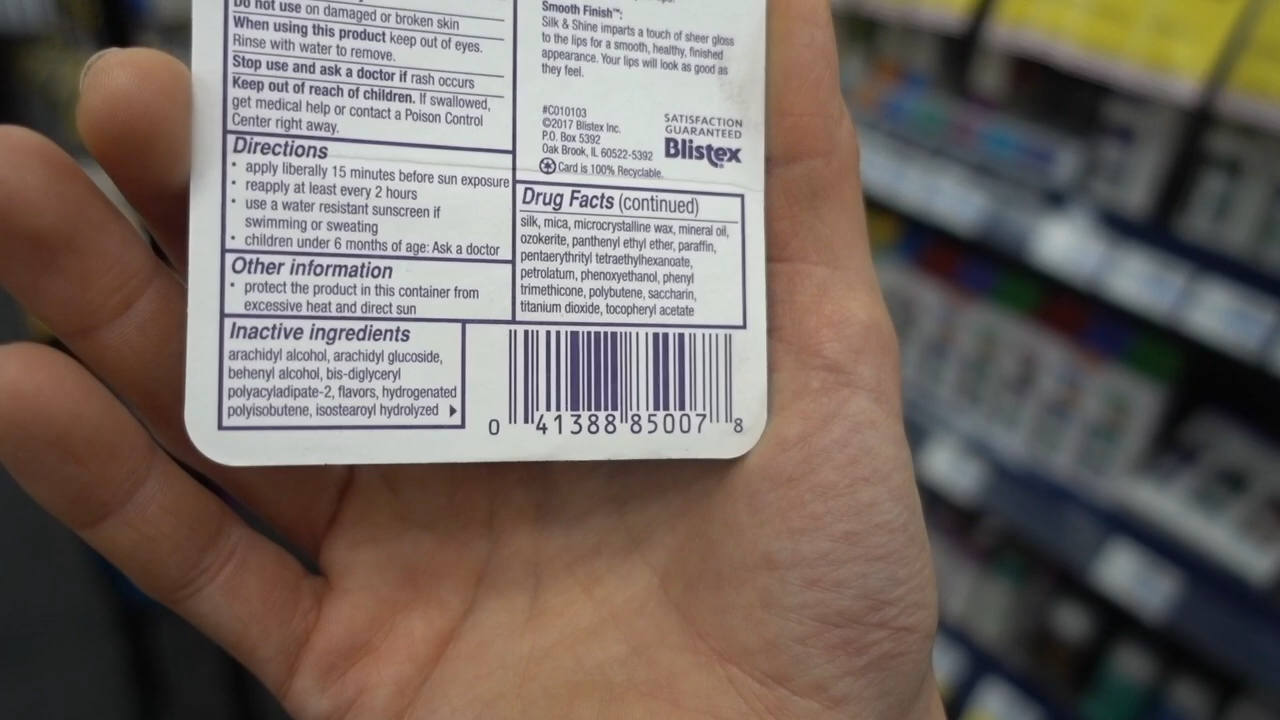 Do not use on damaged or broken skin
When using this product keep out of eyes.
Rinse with water to remove.
Stop use and ask a doctor if rash occurs
Keep out of reach of children. If swallowed,
get medical help or contact a Poison Control
Center right away.
Directions
• apply liberally 15 minutes before sun exposure
• reapply at least every 2 hours
• use a water resistant sunscreen if
swimming or sweating
• children under 6 months of age: Ask a doctor
Other information
• protect the product in this container from
excessive heat and direct sun
Inactive ingredients
arachidyl alcohol, arachidyl glucoside,
behenyl alcohol, bis-diglyceryl
polyacyladipate-2, flavors, hydrogenated
polyisobutene, isostearoyl hydrolyzed
Smooth Finish™:
Silk & Shine imparts a touch of sheer gloss
to the lips for a smooth, healthy, finished
appearance. Your lips will look as good as
they feel.
#C010103
©2017 Blistex Inc.
P.O. Box 5392
Oak Brook, IL 60522-5392
Card is 100% Recyclable.
SATISFACTION
GUARANTEED
Blistex
Drug Facts (continued)
silk, mica, microcrystalline wax, mineral oil,
ozokerite, panthenyl ethyl ether, paraffin,
pentaerythrityl tetraethylhexanoate,
petrolatum, phenoxyethanol, phenyl
trimethicone, polybutene, saccharin,
titanium dioxide, tocopheryl acetate
0 41388 85007 8